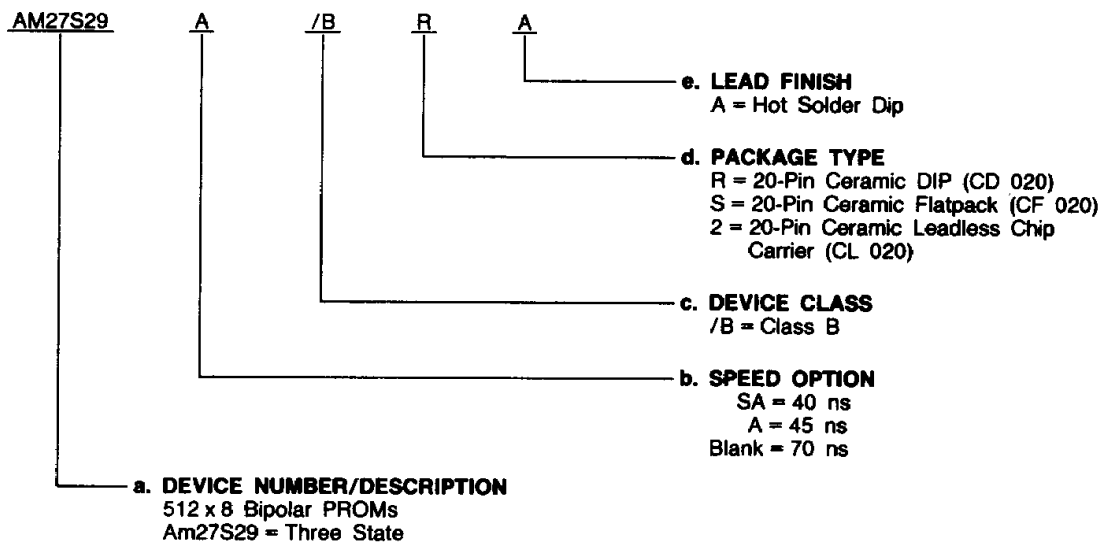 AM27S29 A /B R A
e. LEAD FINISH
A = Hot Solder Dip
d. PACKAGE TYPE
R = 20-Pin Ceramic DIP (CD 020)
S = 20-Pin Ceramic Flatpack (CF 020)
2 = 20-Pin Ceramic Leadless Chip
Carrier (CL 020)
c. DEVICE CLASS
/B = Class B
b. SPEED OPTION
SA = 40 ns
A = 45 ns
Blank = 70 ns
a. DEVICE NUMBER/DESCRIPTION
512 x 8 Bipolar PROMs
Am27S29 = Three State